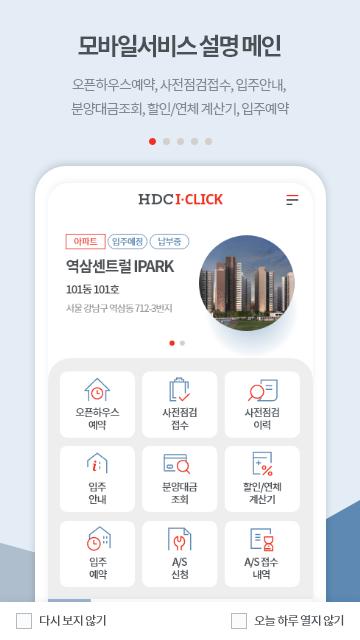 모바일서비스 설명 메인
오픈하우스예약, 사전점검접수, 입주안내,
분양대금조회, 할인/연체 계산기, 입주예약
HDC I·CLICK
아파트 입주예정 납부중
역삼센트럴 IPARK
101동 101호
서울 강남구 역삼동 712-3번지
오픈하우스
예약
사전점검
접수
사전점검
이력
입주
안내
분양대금
조회
할인/연체
계산기
입주
예약
A/S
신청
A/S 접수
내역
다시 보지 않기
오늘 하루 열지 않기